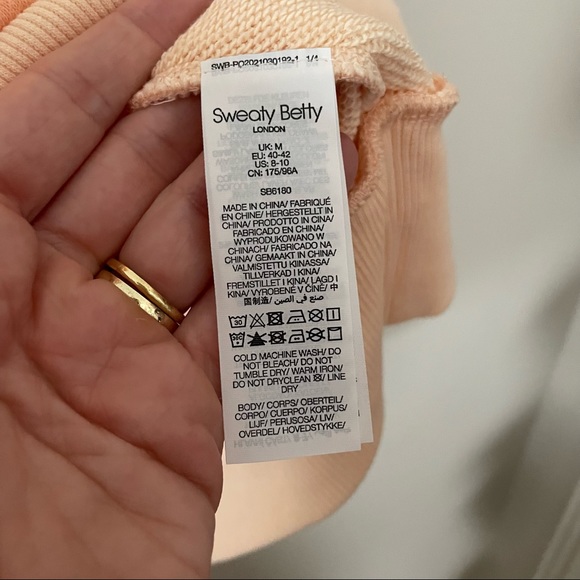 SWB-PO2021030192-1 1/4
Sweaty Betty
LONDON
UK: M
EU: 40-42
US: 8-10
CN: 175/96A
SB6180
MADE IN CHINA/ FABRIQUÉ
EN CHINE/ HERGESTELLT IN
CHINA/ PRODOTTO IN CINA/
FABRICADO EN CHINA/
WYPRODUKOWANO W
CHINACH/ FABRICADO NA
CHINA/ GEMAAKT IN CHINA/
VALMISTETTU KIINASSA/
TILLVERKAD I KINA/
FREMSTILLET I KINA/ LAGD I
KINA/ VYROBENÉ V ČÍNĚ/ 中
国制造/ صنع في الصين
30
COLD MACHINE WASH/ DO
NOT BLEACH/ DO NOT
TUMBLE DRY/ WARM IRON/
DO NOT DRYCLEAN / LINE
DRY
BODY/ CORPS/ OBERTEIL/
CORPO/ CUERPO/ KORPUS/
LIJF/ PERUSOSA/ LIV/
OVERDEL/ HOVEDSTYKKE/